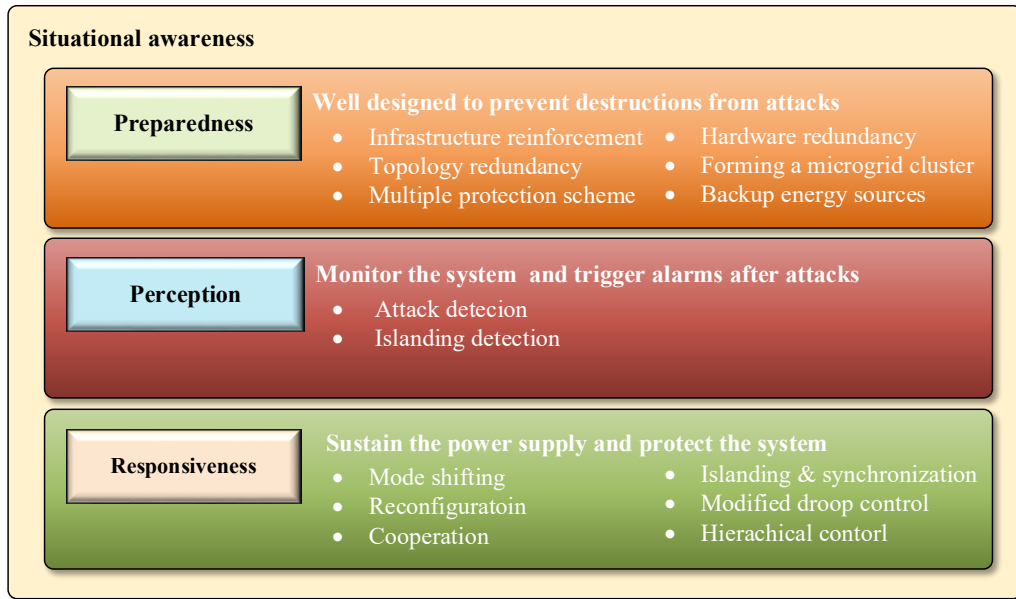 Situational awareness
Preparedness
Well designed to prevent destructions from attacks
• Infrastructure reinforcement
• Topology redundancy
• Multiple protection scheme
• Hardware redundancy
• Forming a microgrid cluster
• Backup energy sources
Perception
Monitor the system and trigger alarms after attacks
• Attack detecion
• Islanding detection
Responsiveness
Sustain the power supply and protect the system
• Mode shifting
• Reconfiguratoin
• Cooperation
• Islanding & synchronization
• Modified droop control
• Hierachical contorl